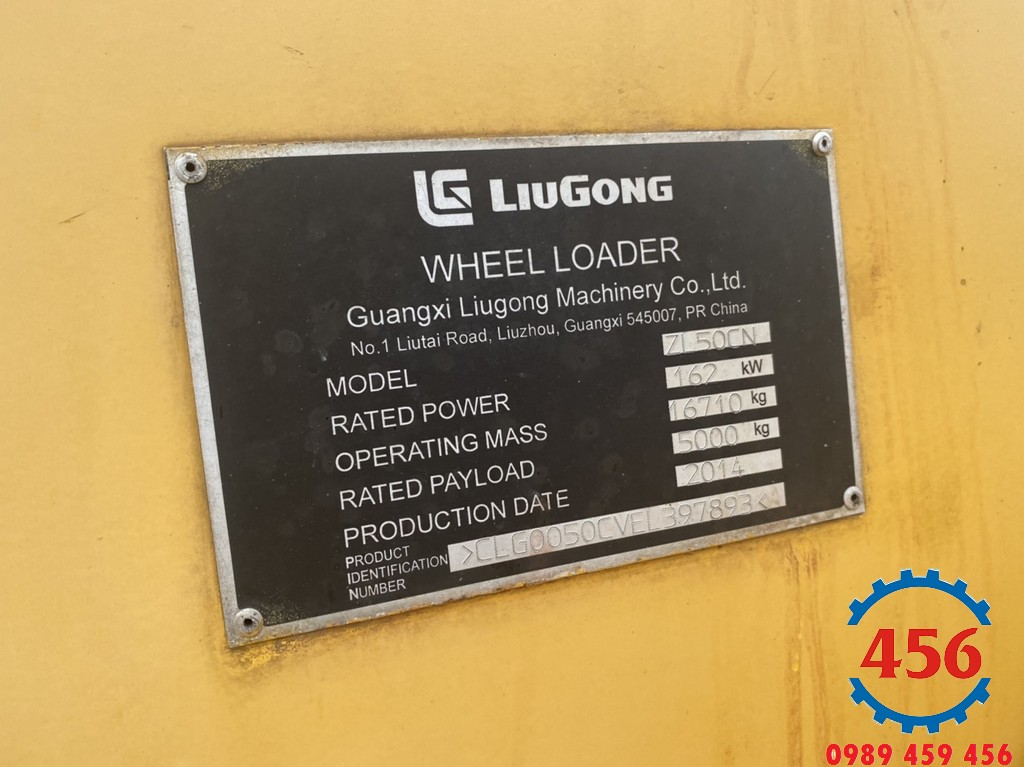 LG LIUGONG
WHEEL LOADER
Guangxi Liugong Machinery Co.,Ltd.
No.1 Liutai Road, Liuzhou, Guangxi 545007, PR China
MODEL ZL50CN
RATED POWER 162 kW
OPERATING MASS 16710 kg
RATED PAYLOAD 5000 kg
PRODUCTION DATE 2014
PRODUCT
IDENTIFICATION >CLG0050CVEL397893<
NUMBER
456
0989 459 456